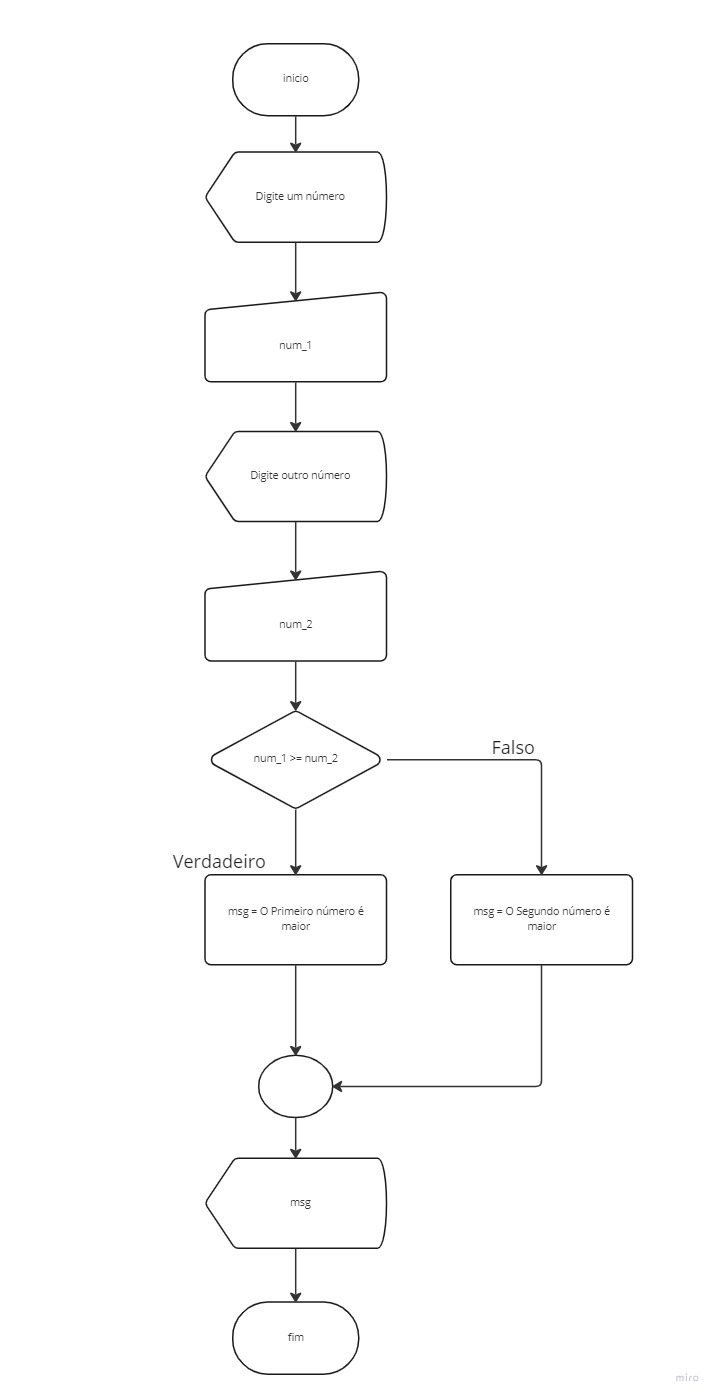 inicio
Digite um número
num_1
Digite outro número
num_2
num_1 >= num_2
Falso
Verdadeiro
msg = O Primeiro número é
maior
msg = O Segundo número é
maior
msg
fim
miro